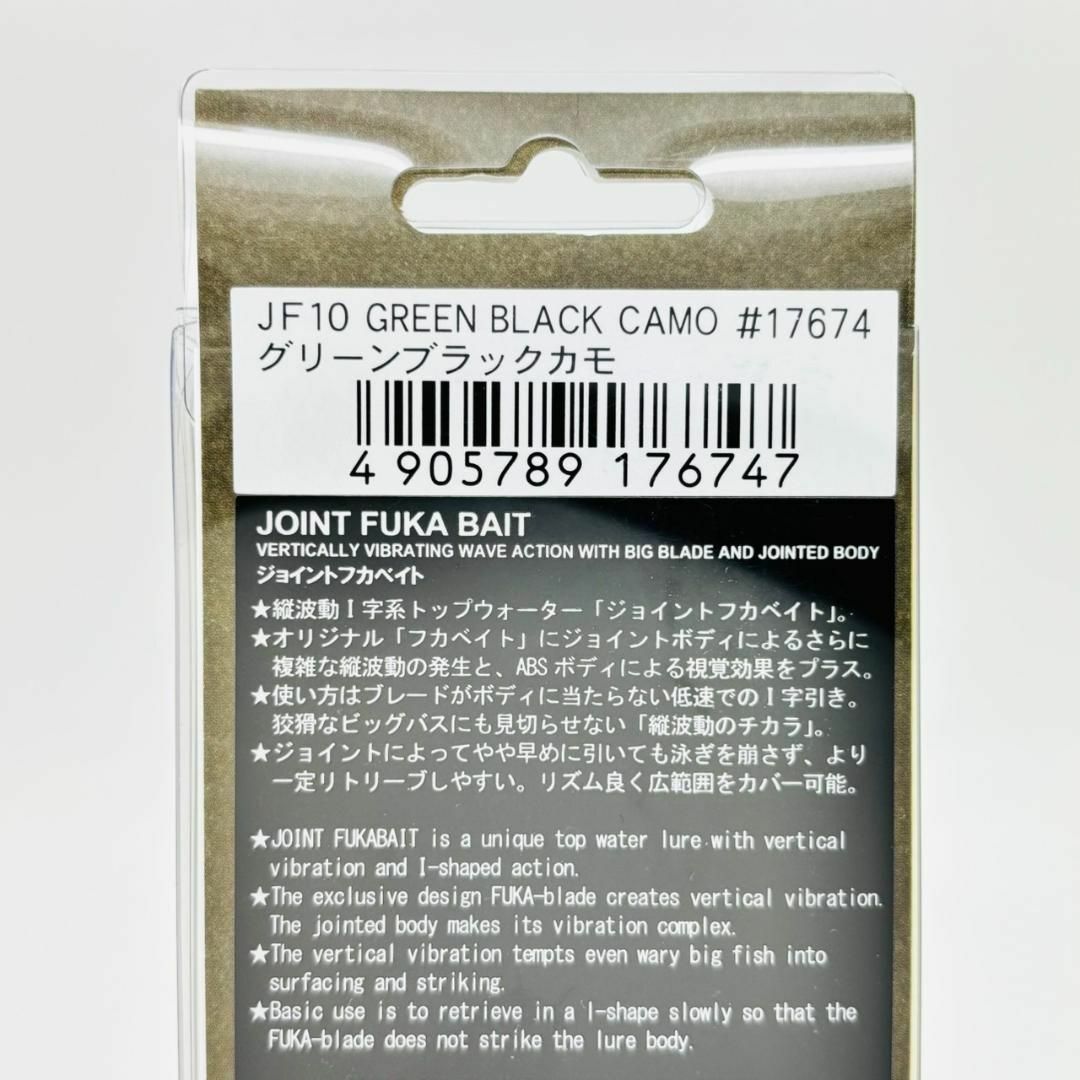 JF10 GREEN BLACK CAMO #17674
グリーンブラックカモ
4 905789 176747
JOINT FUKA BAIT
VERTICALLY VIBRATING WAVE ACTION WITH BIG BLADE AND JOINTED BODY
ジョイントフカベイト
★縦波動I字系トップウォーター「ジョイントフカベイト」。
★オリジナル「フカベイト」にジョイントボディによるさらに
複雑な縦波動の発生と、ABSボディによる視覚効果をプラス。
★使い方はブレードがボディに当たらない低速でのI字引き。
狡猾なビッグバスにも見切らせない「縦波動のチカラ」。
★ジョイントによってやや早めに引いても泳ぎを崩さず、より
一定リトリーブしやすい。リズム良く広範囲をカバー可能。
★JOINT FUKABAIT is a unique top water lure with vertical
vibration and I-shaped action.
★The exclusive design FUKA-blade creates vertical vibration.
The jointed body makes its vibration complex.
★The vertical vibration tempts even wary big fish into
surfacing and striking.
★Basic use is to retrieve in a I-shape slowly so that the
FUKA-blade does not strike the lure body.